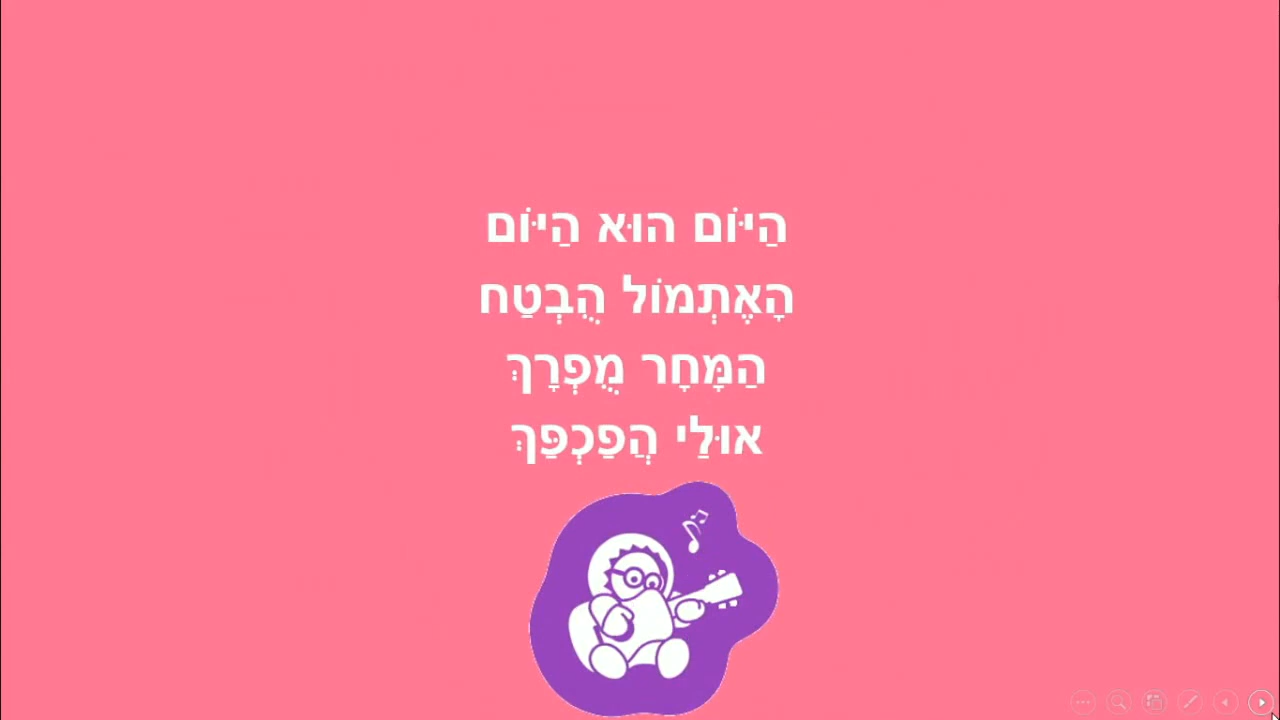 הַיּוֹם הוּא הַיּוֹם
הָאֶתְמוֹל הֻבְטַח
הַמָּחָר מֻפְרָךְ
אוּלַי הֲפַכְפַּךְ